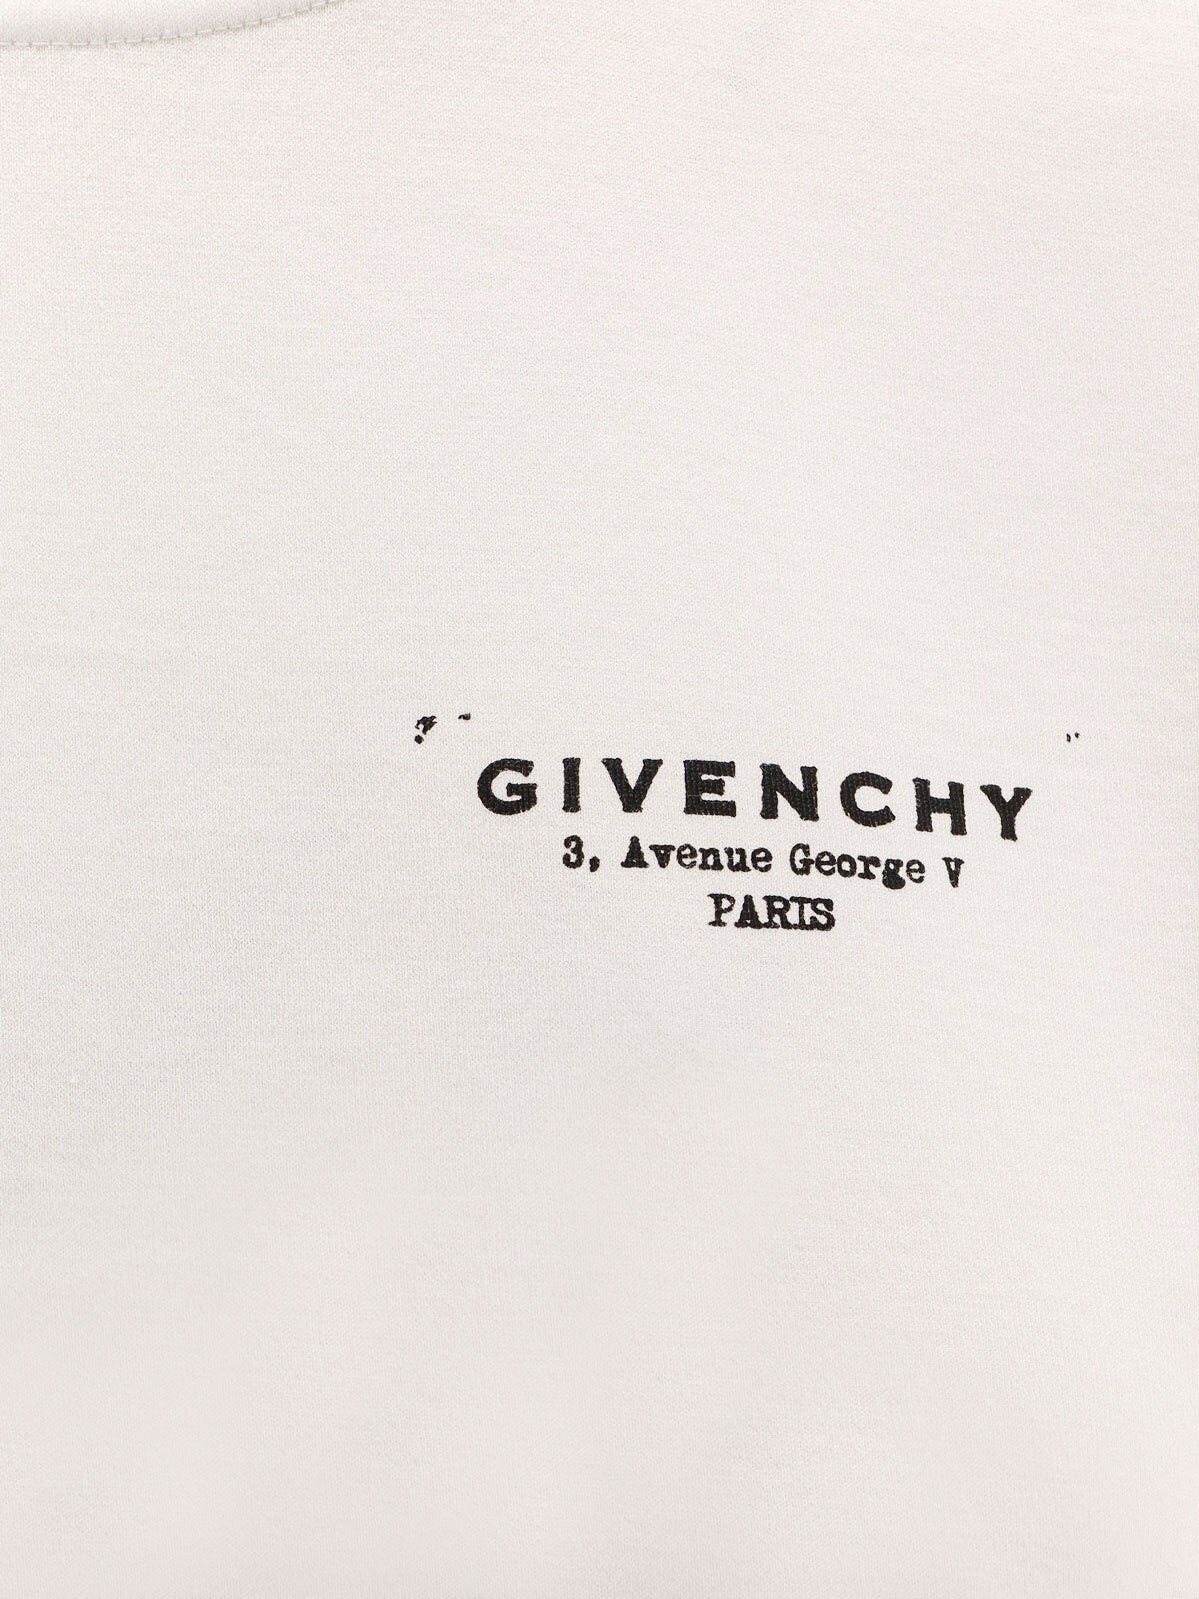 GIVENCHY
3, Avenue George V
PARIS